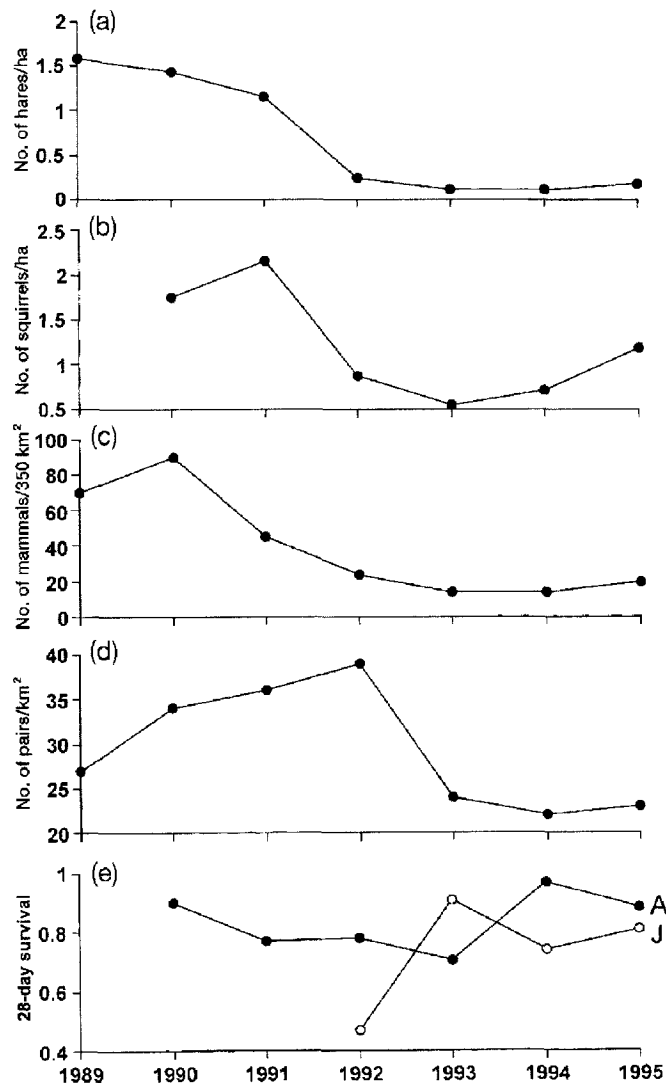 (a)
No. of hares/ha
2
1.5
1
0.5
0
(b)
No. of squirrels/ha
2.5
2
1.5
1
0.5
(c)
No. of mammals/350 km²
100
80
60
40
20
0
(d)
No. of pairs/km²
40
35
30
25
20
(e)
28-day survival
1
0.8
0.6
0.4
A
J
1989 1990 1991 1992 1993 1994 1995